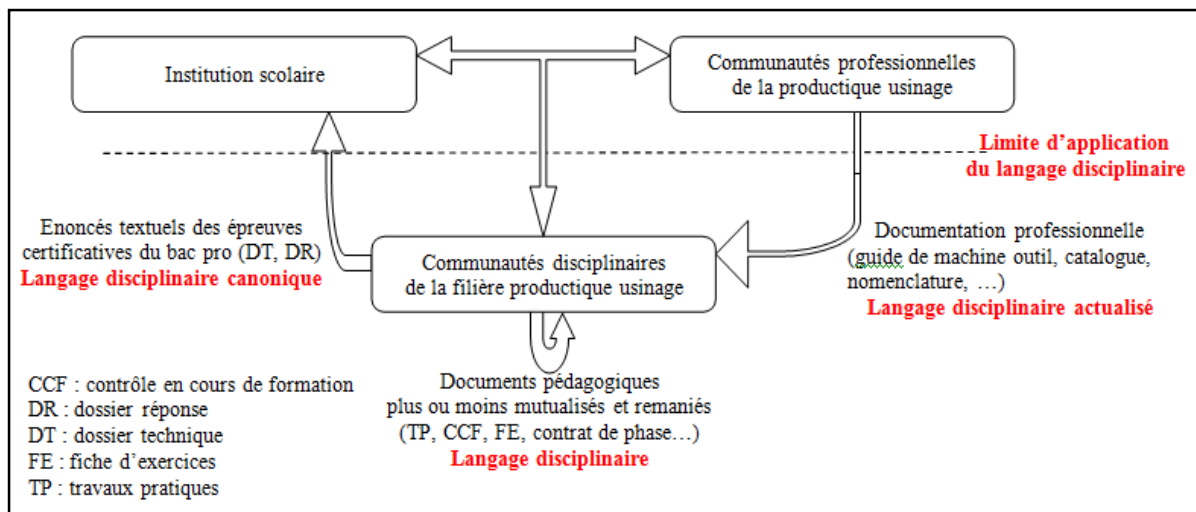 Institution scolaire
Communautés professionnelles
de la productique usinage
Limite d'application
du langage disciplinaire
Enoncés textuels des épreuves
certificatives du bac pro (DT, DR)
Langage disciplinaire canonique
Communautés disciplinaires
de la filière productique usinage
Documentation professionnelle
(guide de machine outil, catalogue,
nomenclature, …)
Langage disciplinaire actualisé
Documents pédagogiques
plus ou moins mutualisés et remaniés
(TP, CCF, FE, contrat de phase…)
Langage disciplinaire
CCF : contrôle en cours de formation
DR : dossier réponse
DT : dossier technique
FE : fiche d'exercices
TP : travaux pratiques